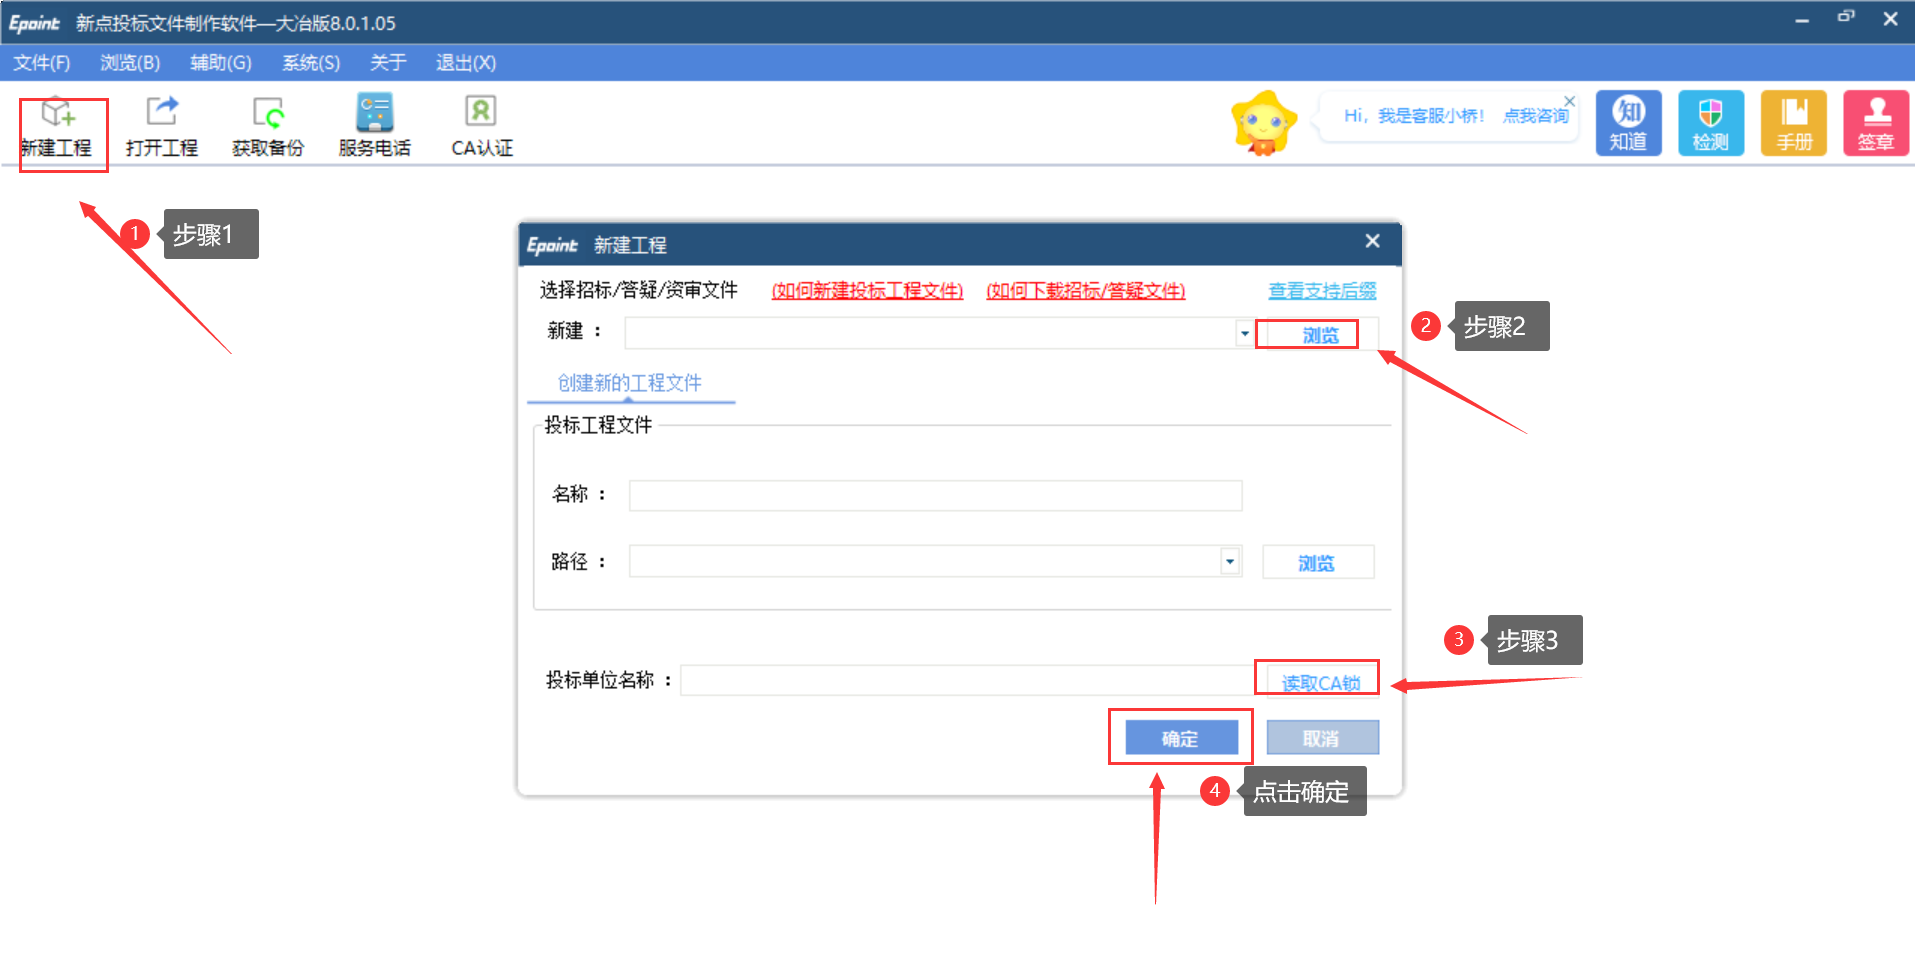 Epoint 新点投标文件制作软件—大冶版8.0.1.05
文件(F) 浏览(B) 辅助(G) 系统(S) 关于 退出(X)
新建工程 打开工程 获取备份 服务电话 CA认证
Hi，我是客服小桥！ 点我咨询
知
知道 检测 手册 签章
1 步骤1
Epoint 新建工程
选择招标/答疑/资审文件 (如何新建投标工程文件) (如何下载招标/答疑文件) 查看支持后缀
新建 ： 浏览
2 步骤2
创建新的工程文件
投标工程文件
名称 ：
路径 ： 浏览
3 步骤3
投标单位名称 ： 读取CA锁
确定 取消
4 点击确定